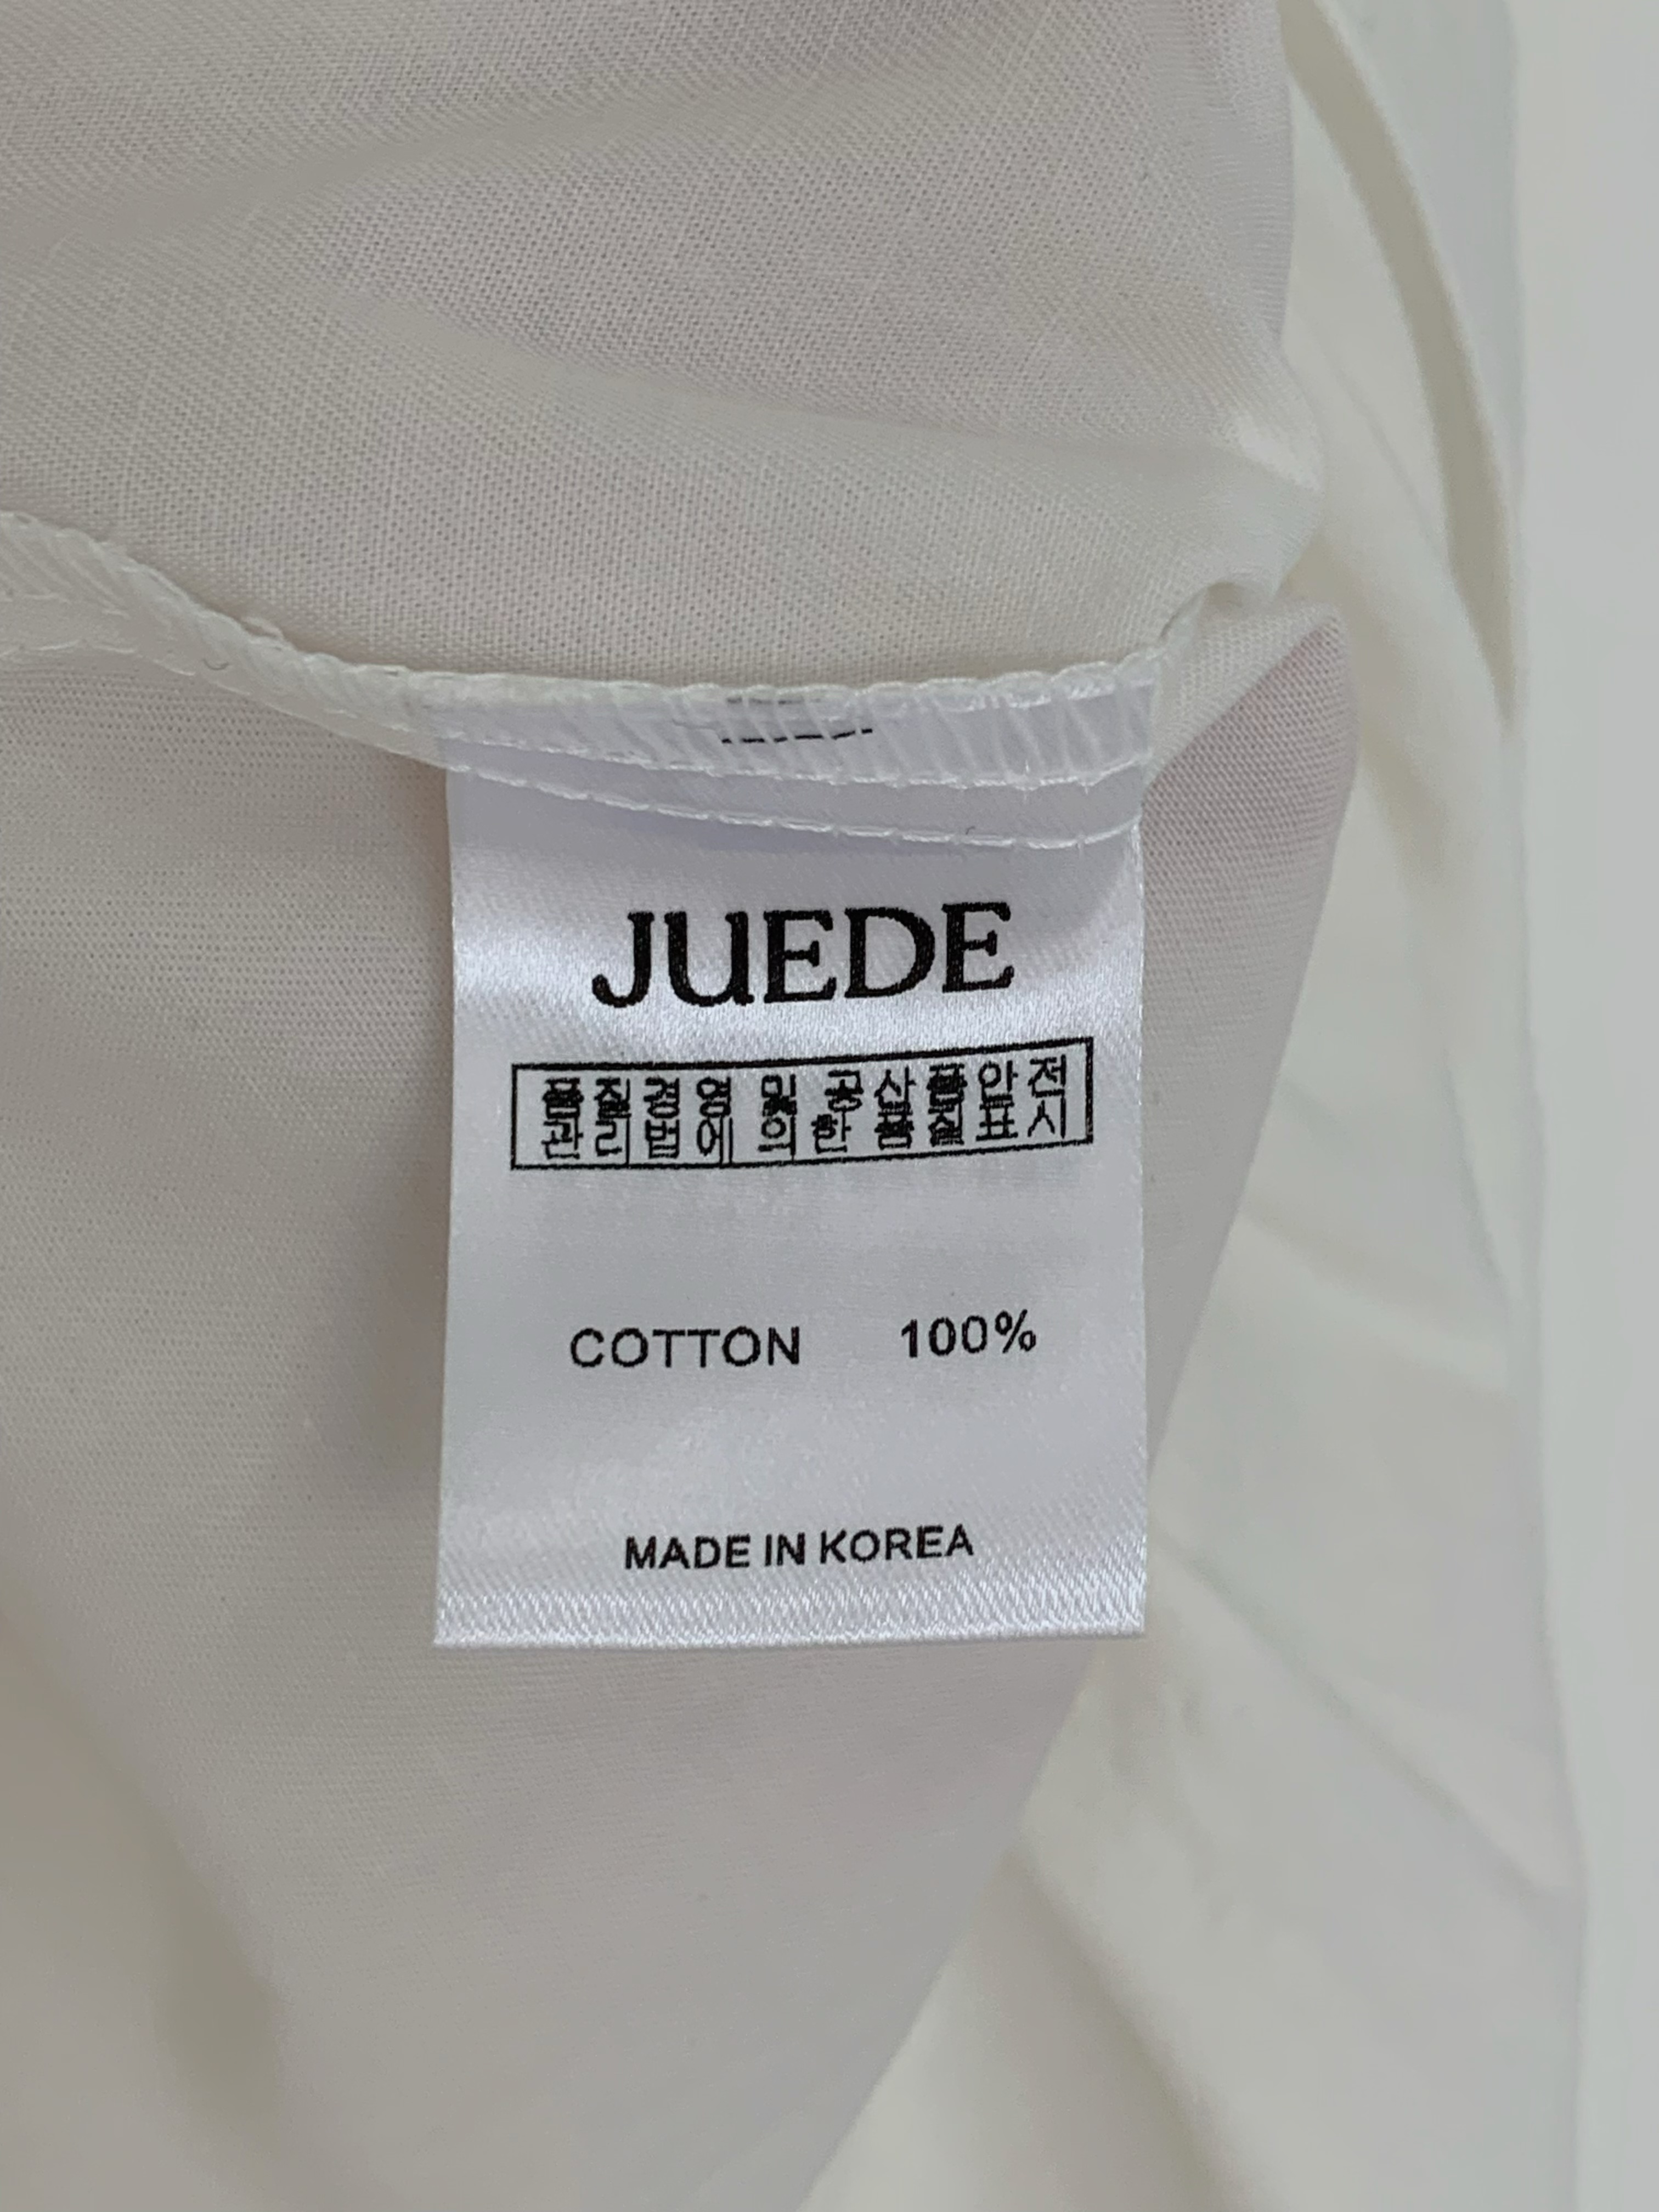 JUEDE
품질경영 및 공산품안전
관리법에 의한 품질표시
COTTON 100%
MADE IN KOREA